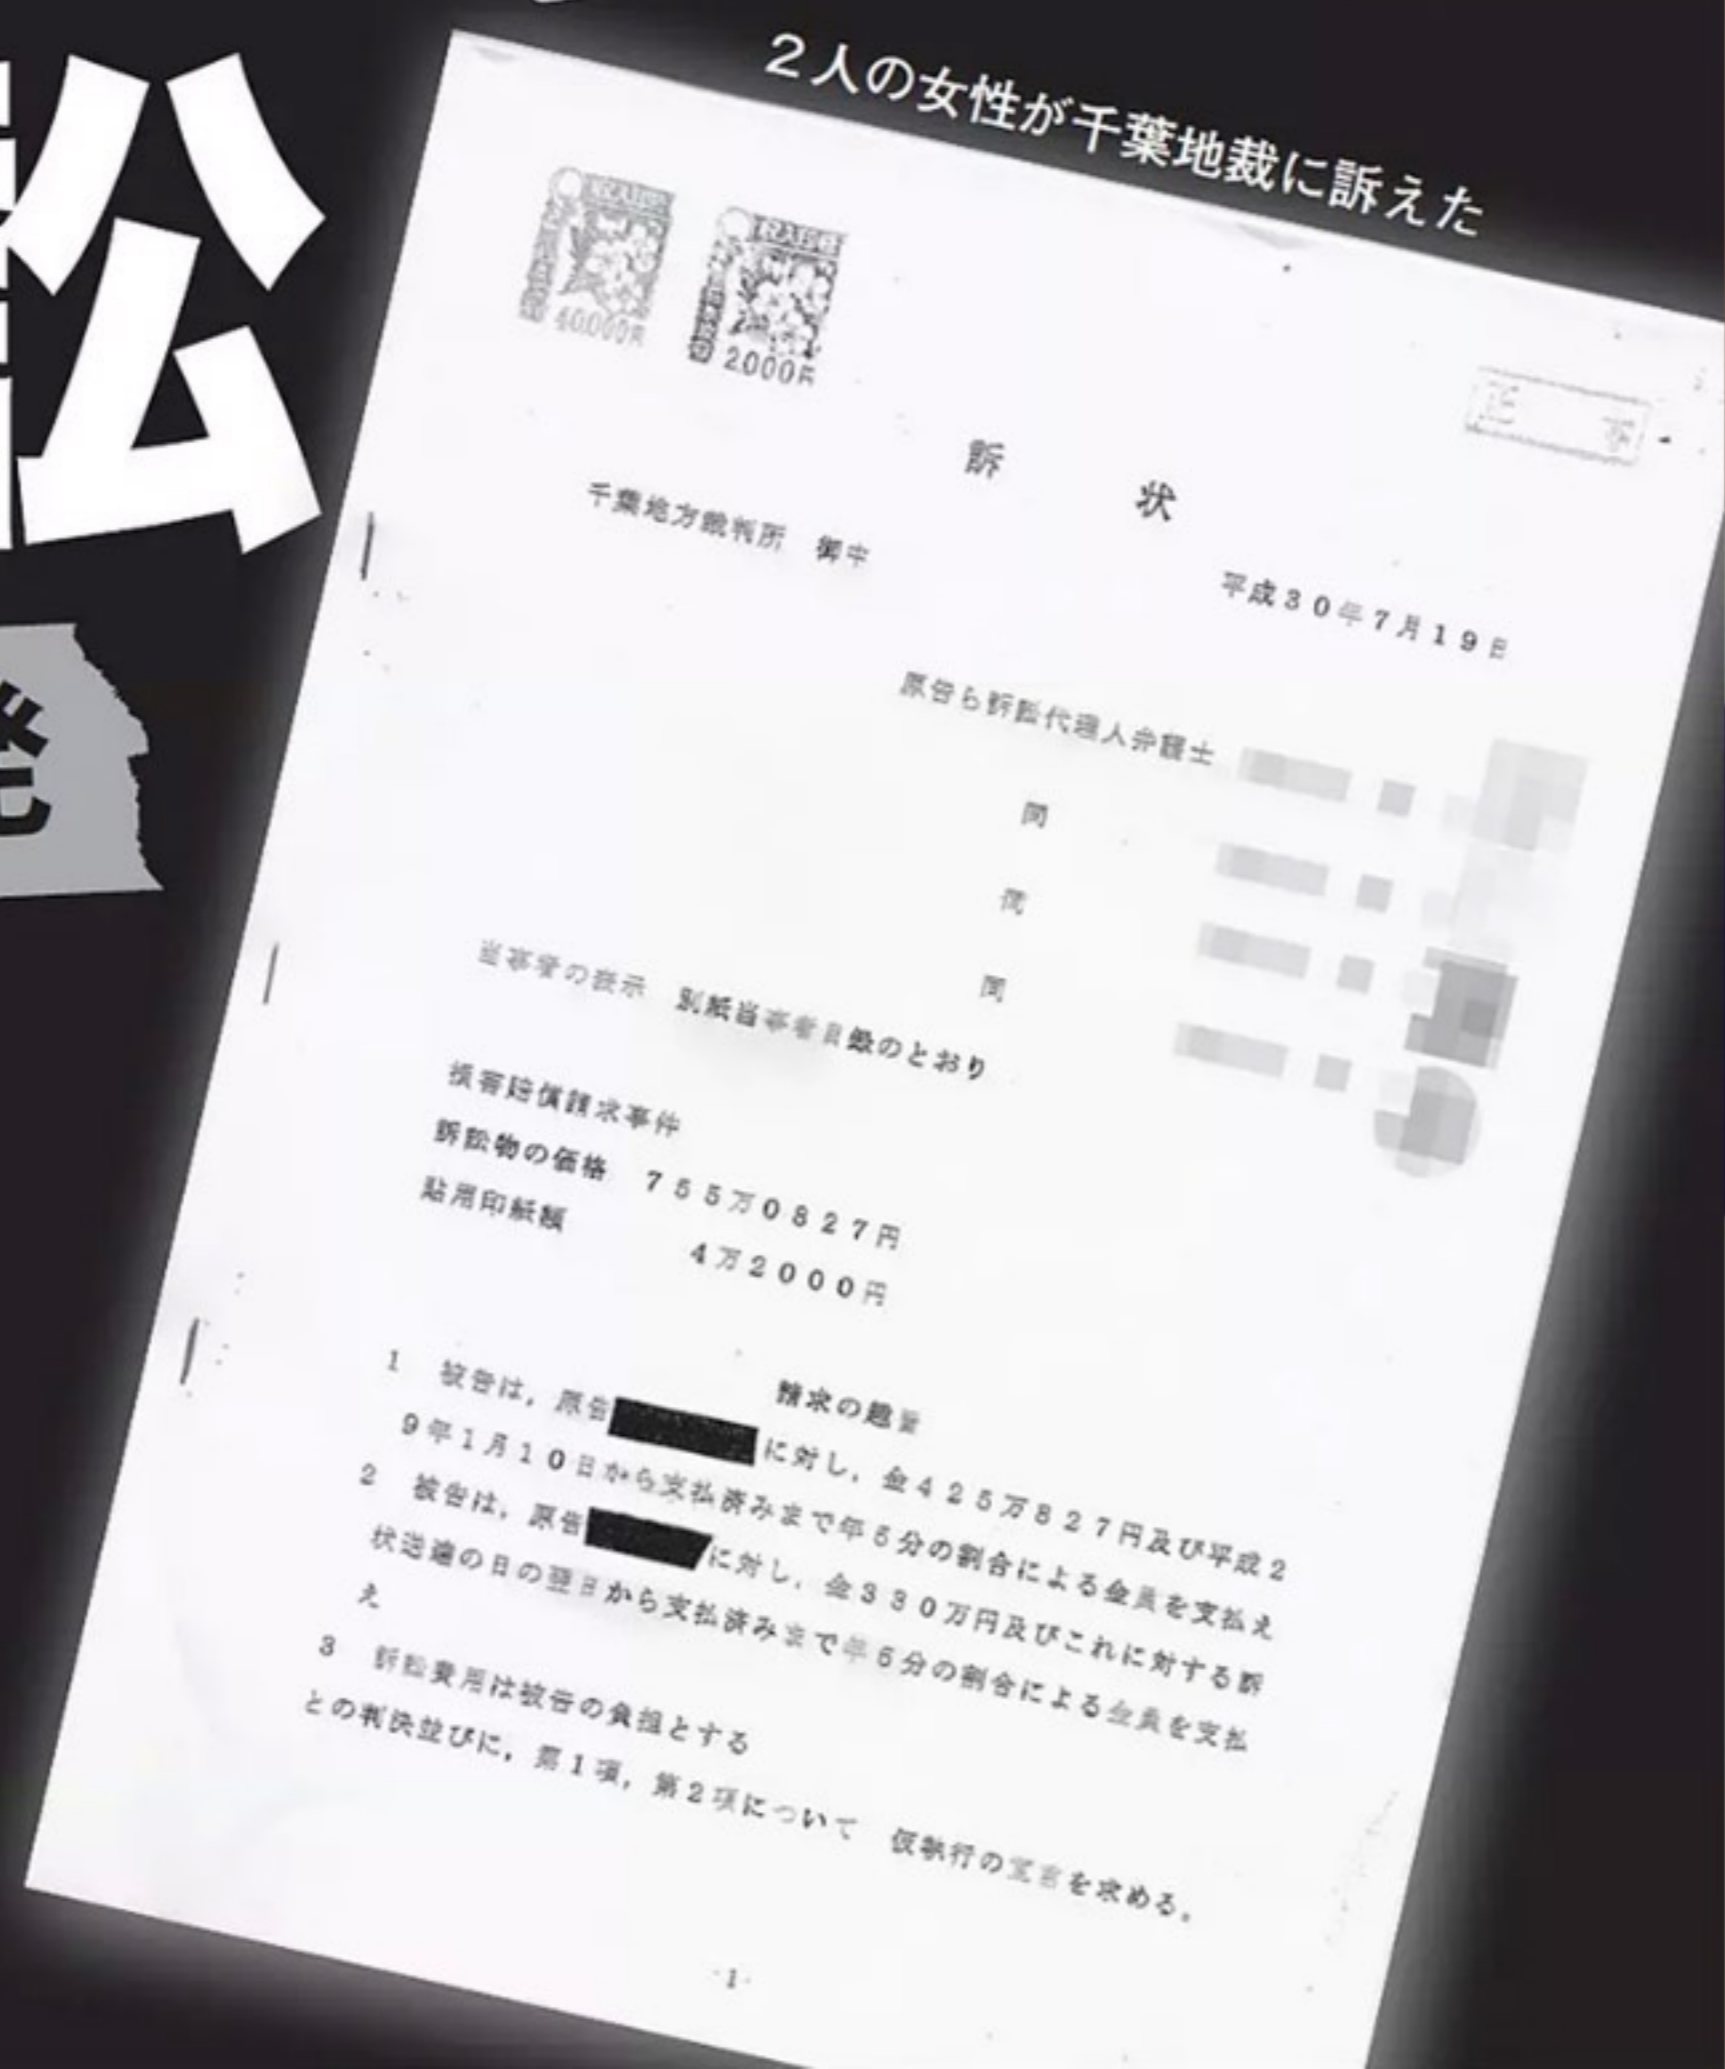 ２人の女性が千葉地裁に訴えた
訟
発
収入印紙
40000円
収入印紙
2000円
正本
訴状
千葉地方裁判所 御中
平成３０年７月１９日
原告ら訴訟代理人弁護士
同
同
同
当事者の表示 別紙当事者目録のとおり
損害賠償請求事件
訴訟物の価格 ７５５万０８２７円
貼用印紙額 ４万２０００円
請求の趣旨
１ 被告は，原告 に対し，金４２５万８２７円及び平成２
９年１月１０日から支払済みまで年５分の割合による金員を支払え
２ 被告は，原告 に対し，金３３０万円及びこれに対する訴
状送達の日の翌日から支払済みまで年５分の割合による金員を支払
え
３ 訴訟費用は被告の負担とする
との判決並びに，第１項，第２項について 仮執行の宣言を求める。
-1-